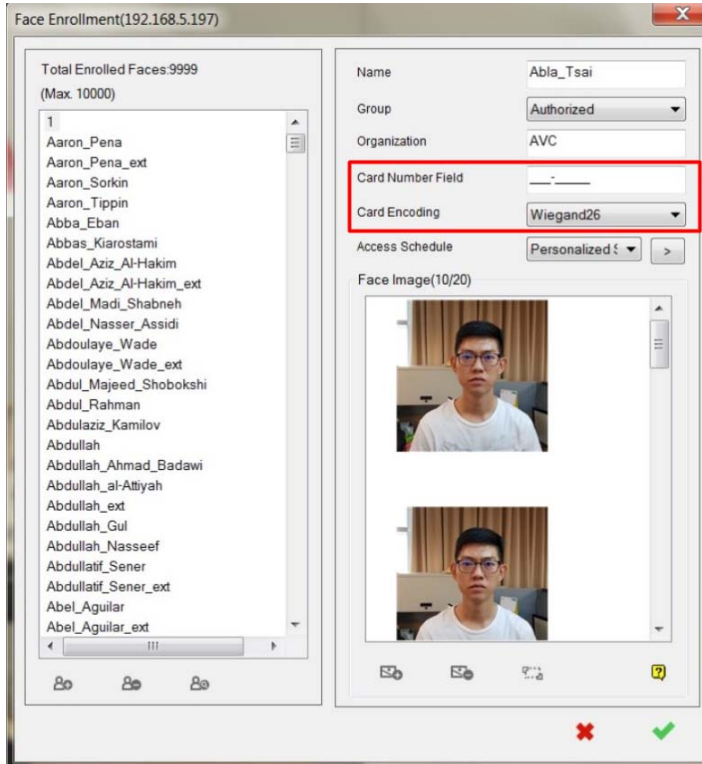 Face Enrollment(192.168.5.197)
Total Enrolled Faces:9999
(Max. 10000)
1
Aaron_Pena
Aaron_Pena_ext
Aaron_Sorkin
Aaron_Tippin
Abba_Eban
Abbas_Kiarostami
Abdel_Aziz_Al-Hakim
Abdel_Aziz_Al-Hakim_ext
Abdel_Madi_Shabneh
Abdel_Nasser_Assidi
Abdoulaye_Wade
Abdoulaye_Wade_ext
Abdul_Majeed_Shobokshi
Abdul_Rahman
Abdulaziz_Kamilov
Abdullah
Abdullah_Ahmad_Badawi
Abdullah_al-Attiyah
Abdullah_ext
Abdullah_Gul
Abdullah_Nasseef
Abdullatif_Sener
Abdullatif_Sener_ext
Abel_Aguilar
Abel_Aguilar_ext
Name Abla_Tsai
Group Authorized
Organization AVC
Card Number Field ___-_____
Card Encoding Wiegand26
Access Schedule Personalized S >
Face Image(10/20)